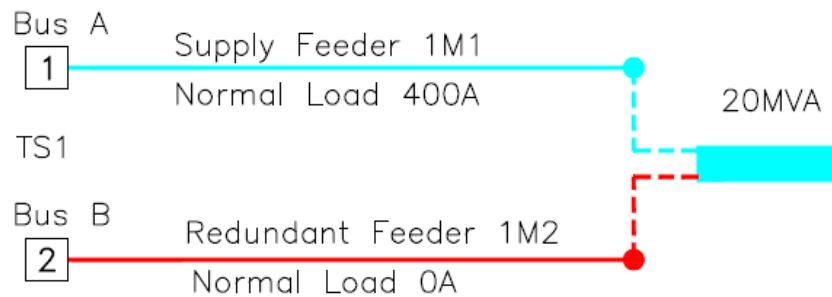 Bus A
1
Supply Feeder 1M1
Normal Load 400A
20MVA
TS1
Bus B
2
Redundant Feeder 1M2
Normal Load 0A